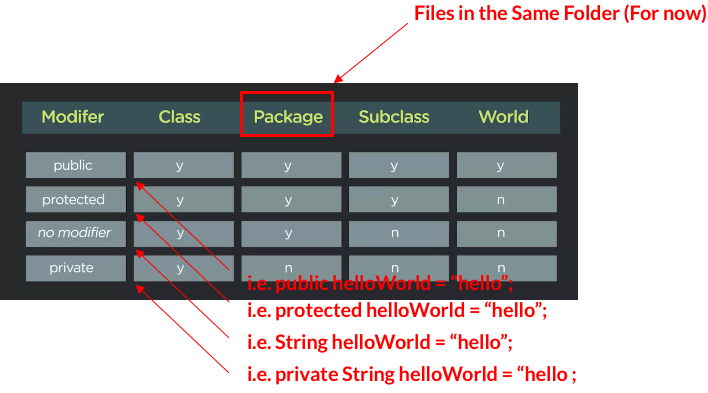 Files in the Same Folder (For now)
Modifer Class Package Subclass World
public y y y y
protected y y y n
no modifier y y n n
private y n n n
i.e. public helloWorld = “hello”;
i.e. protected helloWorld = “hello”;
i.e. String helloWorld = “hello”;
i.e. private String helloWorld = “hello ;